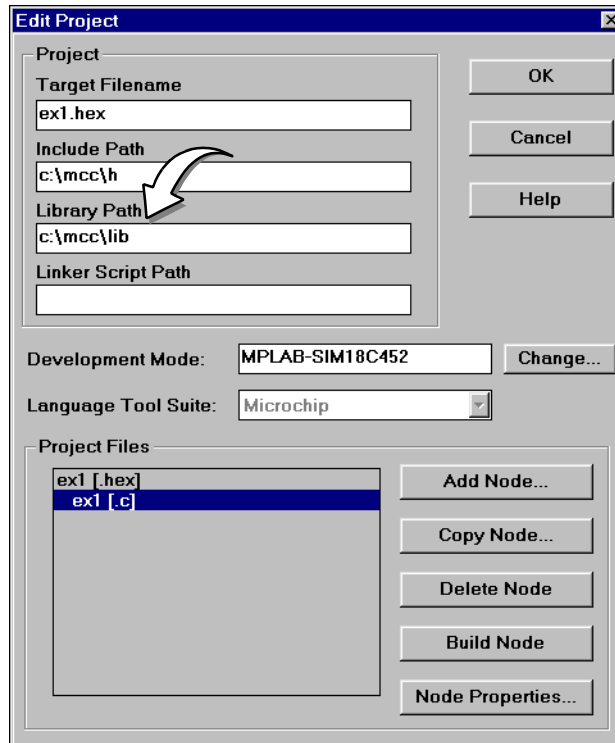 Edit Project
Project
Target Filename
ex1.hex
Include Path
c:\mcc\h
Library Path
c:\mcc\lib
Linker Script Path
OK
Cancel
Help
Development Mode: MPLAB-SIM18C452 Change...
Language Tool Suite: Microchip
Project Files
ex1 [.hex]
ex1 [.c]
Add Node...
Copy Node...
Delete Node
Build Node
Node Properties...